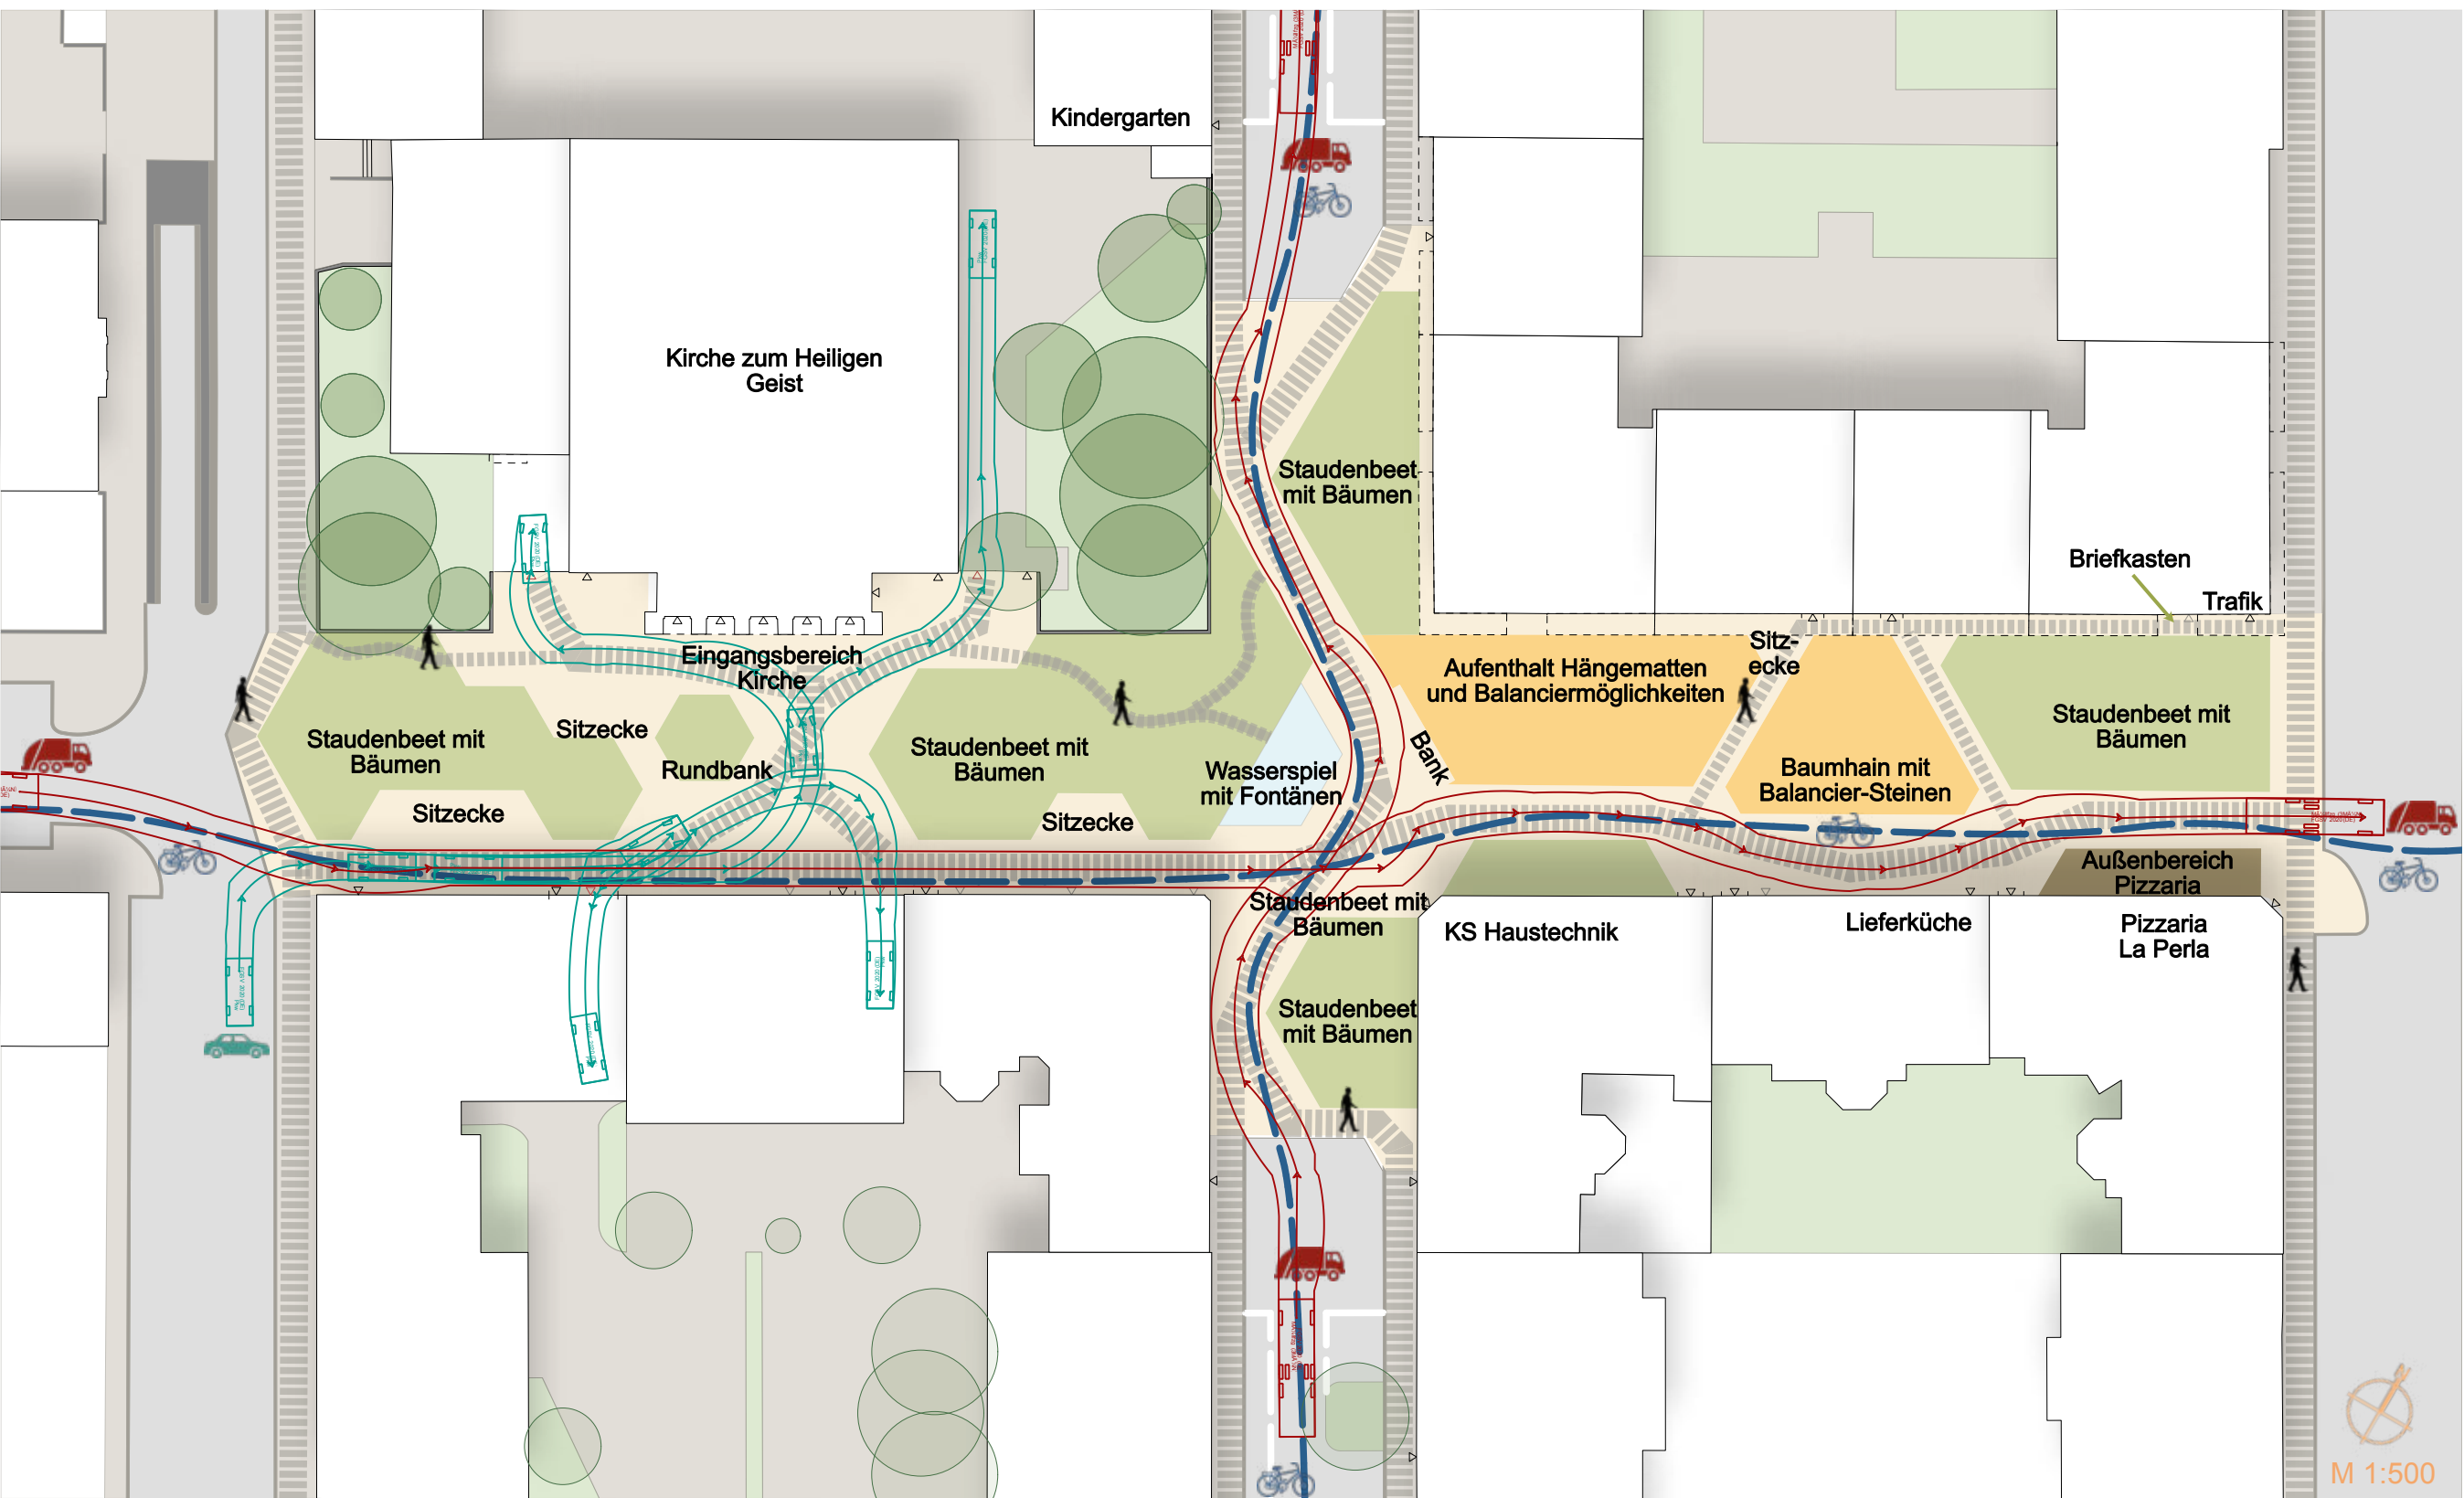 Kindergarten
Kirche zum Heiligen
Geist
Staudenbeet
mit Bäumen
Briefkasten
Trafik
Eingangsbereich
Kirche
Sitz-
ecke
Aufenthalt Hängematten
und Balanciermöglichkeiten
Sitzecke
Staudenbeet mit
Bäumen
Rundbank
Staudenbeet mit
Bäumen
Wasserspiel
mit Fontänen
Bank
Baumhain mit
Balancier-Steinen
Staudenbeet mit
Bäumen
Sitzecke
Sitzecke
Außenbereich
Pizzaria
Staudenbeet mit
Bäumen
KS Haustechnik
Lieferküche
Pizzaria
La Perla
Staudenbeet
mit Bäumen
M 1:500